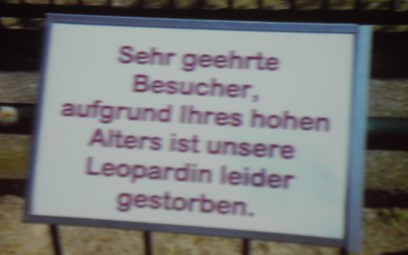 Sehr geehrte
Besucher,
aufgrund Ihres hohen
Alters ist unsere
Leopardin leider
gestorben.